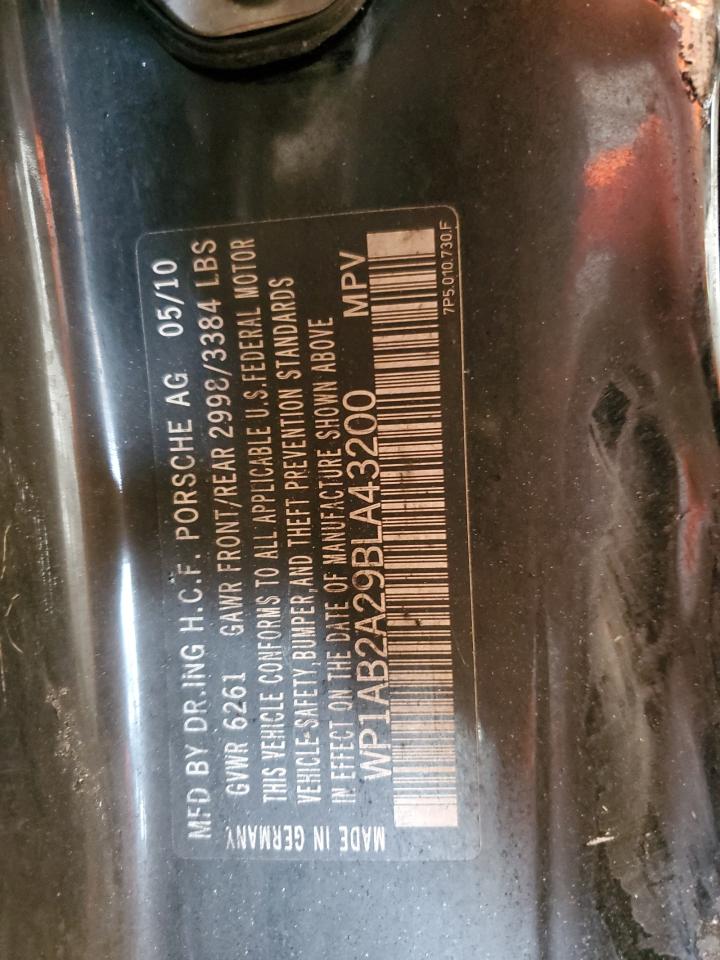 MFD BY DR.ING H.C.F. PORSCHE AG 05/10
GVWR 6261 GAWR FRONT/REAR 2998/3384 LBS
THIS VEHICLE CONFORMS TO ALL APPLICABLE U.S.FEDERAL MOTOR
VEHICLE-SAFETY,BUMPER,AND THEFT PREVENTION STANDARDS
IN EFFECT ON THE DATE OF MANUFACTURE SHOWN ABOVE
WP1AB2A29BLA43200 MPV
7P5.010.730.F
MADE IN GERMANY